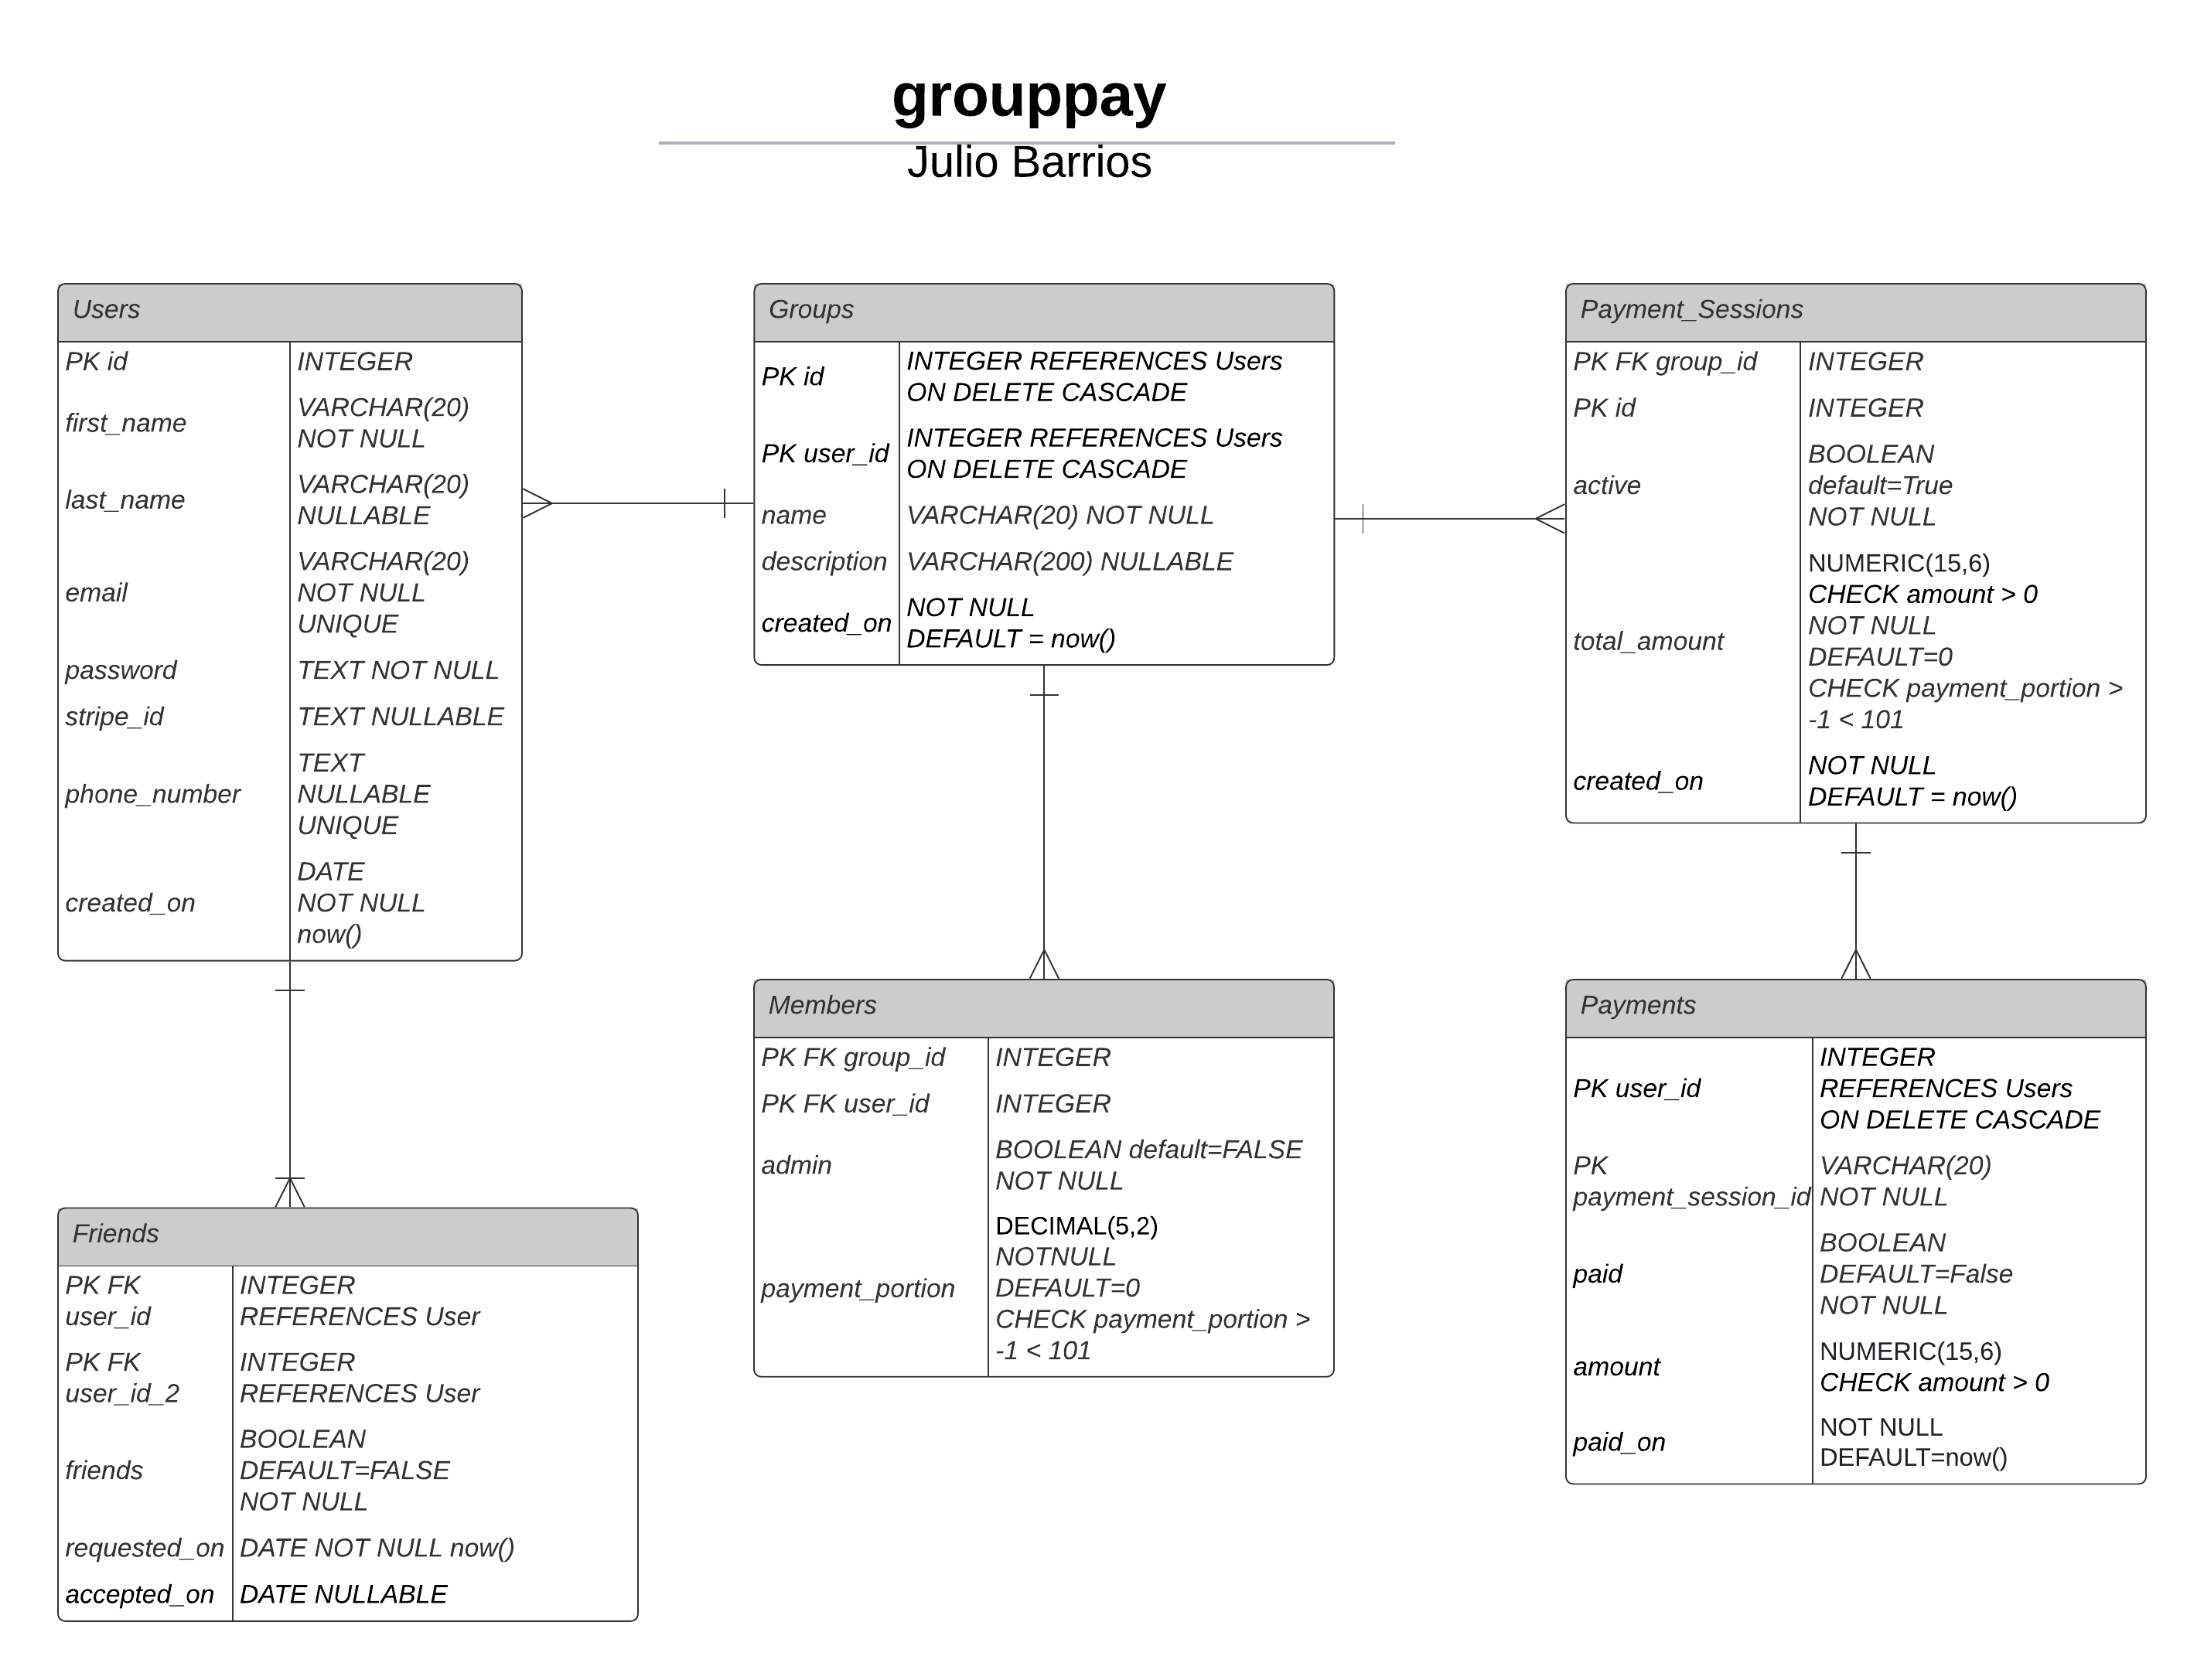 grouppay
Julio Barrios
Users
PK id
INTEGER
first_name
VARCHAR(20)
NOT NULL
last_name
VARCHAR(20)
NULLABLE
email
VARCHAR(20)
NOT NULL
UNIQUE
password
TEXT NOT NULL
stripe_id
TEXT NULLABLE
phone_number
TEXT
NULLABLE
UNIQUE
created_on
DATE
NOT NULL
now()
Groups
PK id
INTEGER REFERENCES Users
ON DELETE CASCADE
PK user_id
INTEGER REFERENCES Users
ON DELETE CASCADE
name
VARCHAR(20) NOT NULL
description
VARCHAR(200) NULLABLE
created_on
NOT NULL
DEFAULT = now()
Payment_Sessions
PK FK group_id
INTEGER
PK id
INTEGER
active
BOOLEAN
default=True
NOT NULL
total_amount
NUMERIC(15,6)
CHECK amount > 0
NOT NULL
DEFAULT=0
CHECK payment_portion >
-1 < 101
created_on
NOT NULL
DEFAULT = now()
Friends
PK FK
user_id
INTEGER
REFERENCES User
PK FK
user_id_2
INTEGER
REFERENCES User
friends
BOOLEAN
DEFAULT=FALSE
NOT NULL
requested_on
DATE NOT NULL now()
accepted_on
DATE NULLABLE
Members
PK FK group_id
INTEGER
PK FK user_id
INTEGER
admin
BOOLEAN default=FALSE
NOT NULL
payment_portion
DECIMAL(5,2)
NOTNULL
DEFAULT=0
CHECK payment_portion >
-1 < 101
Payments
PK user_id
INTEGER
REFERENCES Users
ON DELETE CASCADE
PK
payment_session_id
VARCHAR(20)
NOT NULL
paid
BOOLEAN
DEFAULT=False
NOT NULL
amount
NUMERIC(15,6)
CHECK amount > 0
paid_on
NOT NULL
DEFAULT=now()